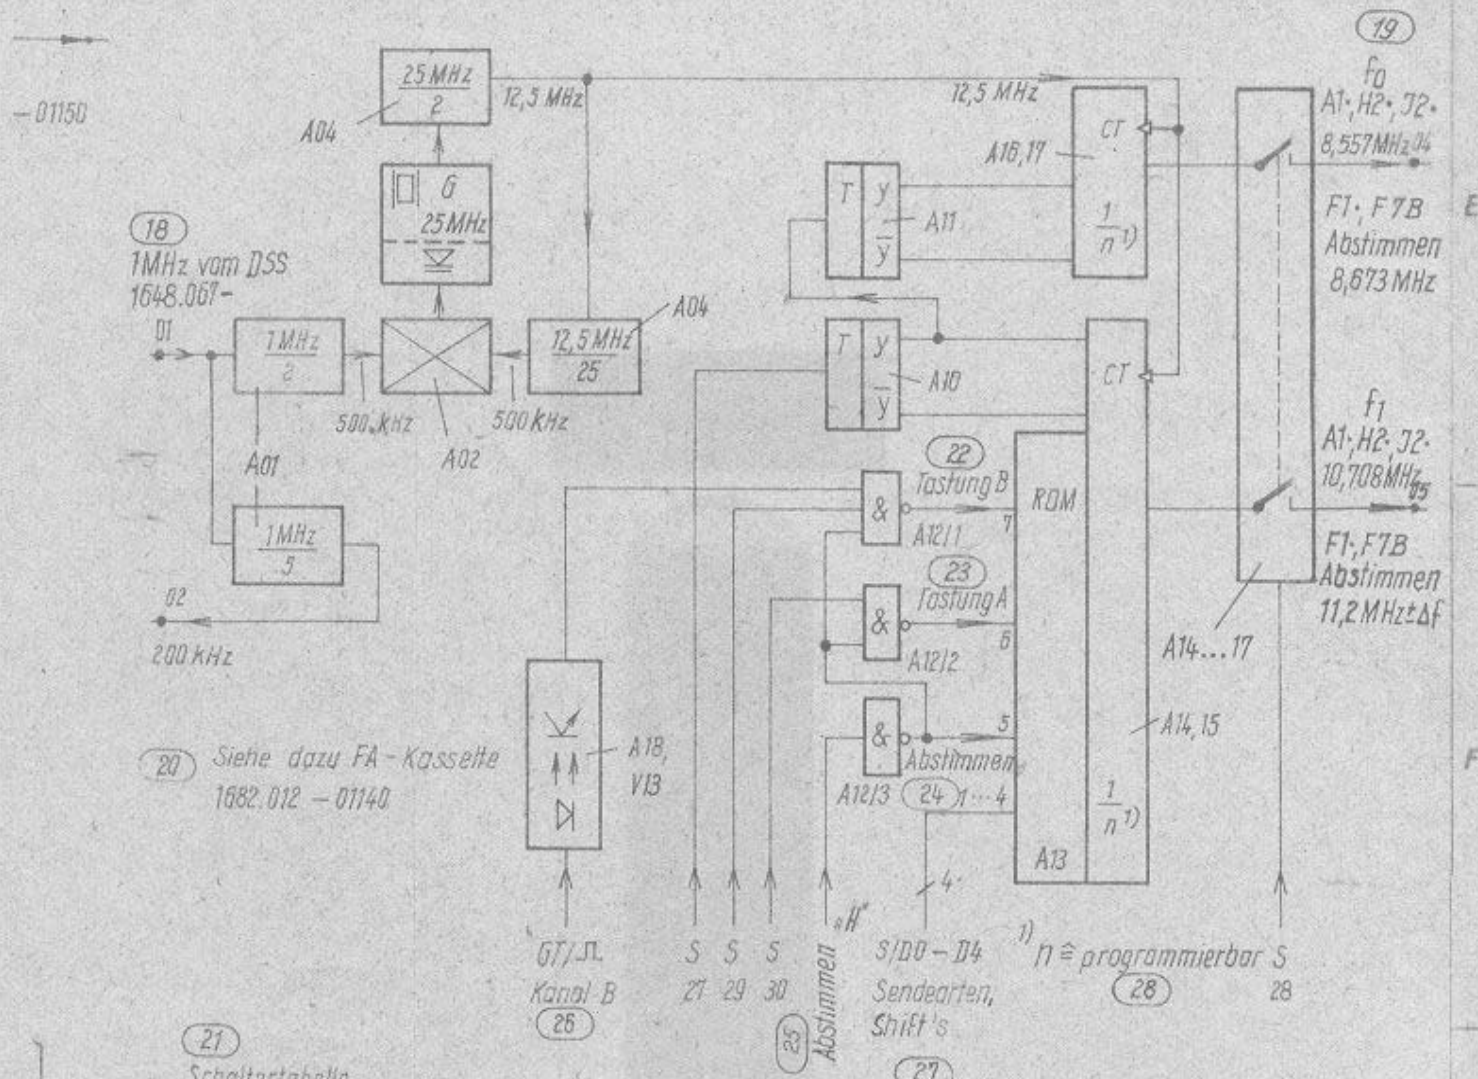 19
f0
A1·, H2·, J2·
8,557MHz 04
F1·, F7B
Abstimmen
8,673 MHz
25 MHz
2
12,5 MHz
12,5 MHz
– 01150
A04
CT
A16,17
1
n 1)
G
25 MHz
T
y
y
A11
18
1MHz vom DSS
1648.067–
01
1 MHz
2
12,5 MHz
25
A04
500 kHz
500 kHz
A01
A02
T
y
y
A10
CT
f1
A1·, H2·, J2·
10,708 MHz
05
F1·, F7B
Abstimmen
11,2 MHz±Δf
1 MHz
5
02
200 kHz
22
Tastung B
&
A12/1
7
ROM
23
Tastung A
&
A12/2
6
A14...17
&
A12/3
5
Abstimmen
24
1...4
A14,15
1
n 1)
A13
20
Siehe dazu FA – Kassette
1682.012 – 01140
A18,
V13
4
E
F
GT/
Kanal B
26
S
27
S
29
S
30
Abstimmen „H"
25
S/D0 – D4
Sendearten,
Shift's
27
1) n ≙ programmierbar
28
S
28
21
Schaltertabelle